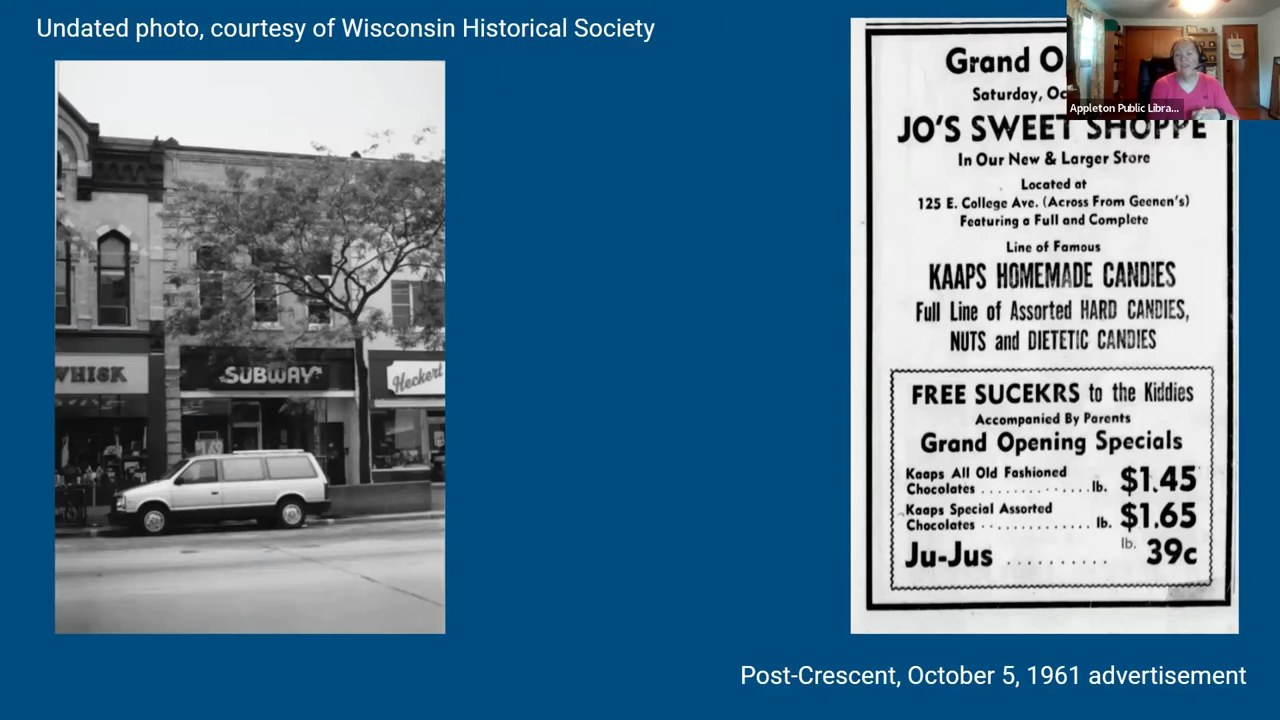 Undated photo, courtesy of Wisconsin Historical Society
WHISK
SUBWAY
Heckert
Grand
Saturday,
Appleton Public Libra...
JO'S SWEET SHOPPE
In Our New & Larger Store
Located at
125 E. College Ave. (Across From Geenen's)
Featuring a Full and Complete
Line of Famous
KAAPS HOMEMADE CANDIES
Full Line of Assorted HARD CANDIES,
NUTS and DIETETIC CANDIES
FREE SUCEKRS to the Kiddies
Accompanied By Parents
Grand Opening Specials
Kaaps All Old Fashioned
Chocolates . . . . . . . . . . . . . lb. $1.45
Kaaps Special Assorted
Chocolates . . . . . . . . . . . . . lb. $1.65
Ju-Jus . . . . . . . . . . lb. 39c
Post-Crescent, October 5, 1961 advertisement